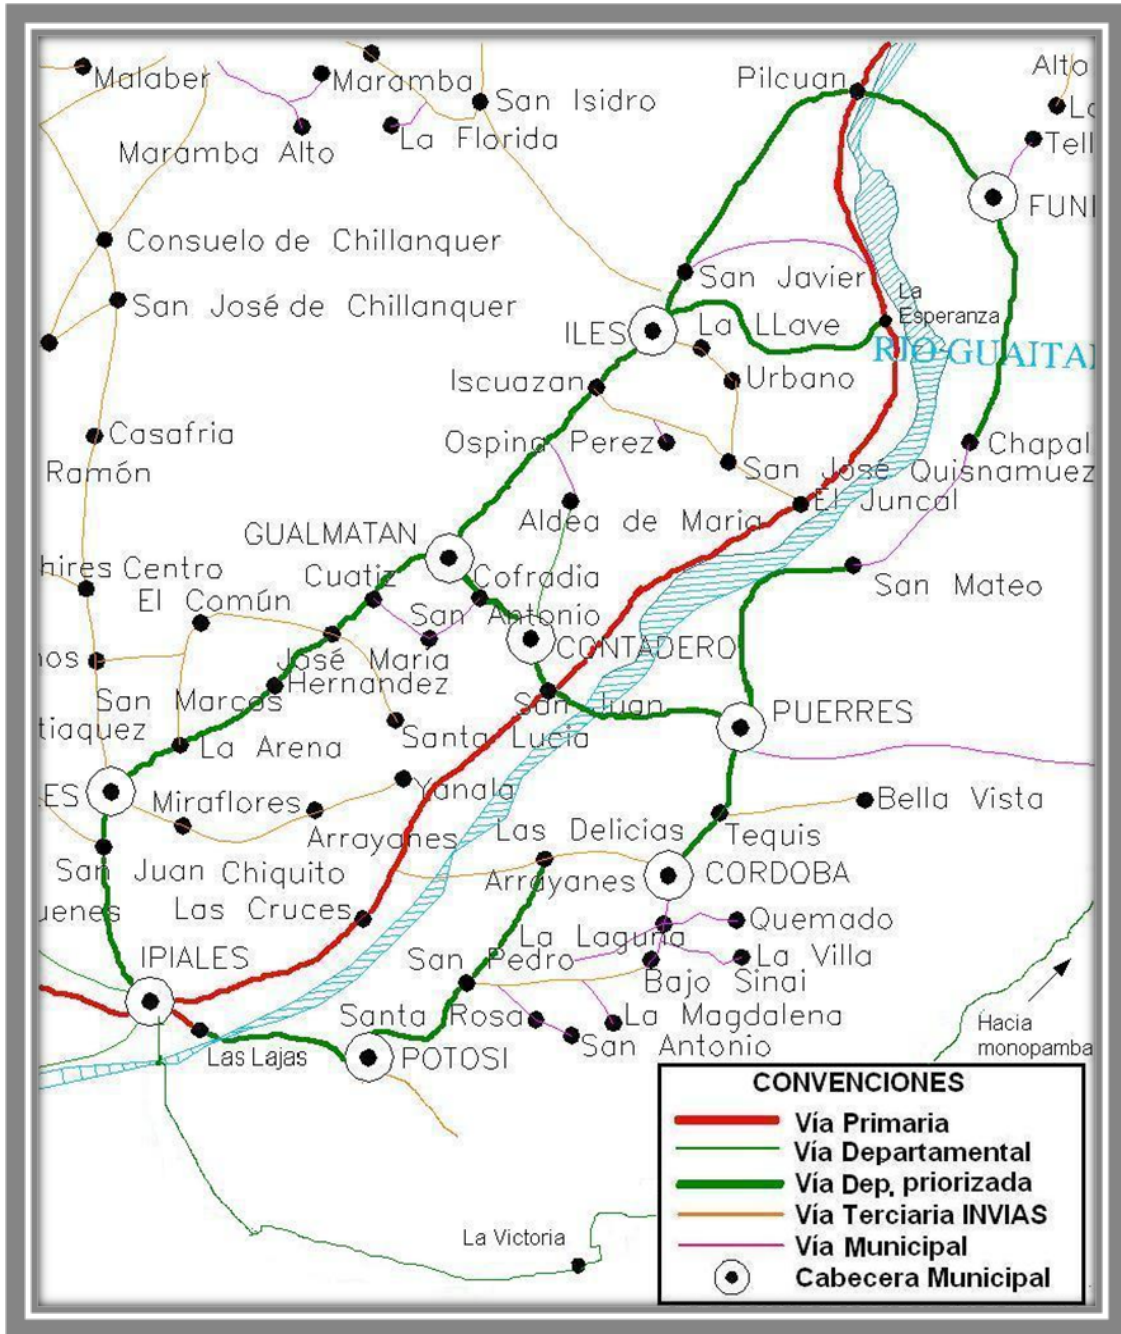 Malaber
Maramba
San Isidro
Pilcuan
Alto
La Florida
Maramba Alto
Tell
FUN
Consuelo de Chillanquer
San Javier
San José de Chillanquer
La
Esperanza
ILES
La LLave
RIO GUAITA
Iscuazan
Urbano
Casafria
Ospina Perez
Chapal
Ramón
San José Quisnamuez
El Juncal
Aldea de Maria
GUALMATAN
hires Centro
Cuatiz
Cofradia
San Mateo
El Común
San Antonio
CONTADERO
nos
José Maria
Hernandez
San Marcos
San Juan
PUERRES
tiaquez
La Arena
Santa Lucia
ES
Miraflores
Yanala
Bella Vista
Arrayanes
Las Delicias
Tequis
San Juan Chiquito
Arrayanes
CORDOBA
uenes
Las Cruces
Quemado
La Laguna
IPIALES
San Pedro
La Villa
Bajo Sinai
Santa Rosa
La Magdalena
Hacia
monopamba
San Antonio
Las Lajas
POTOSI
CONVENCIONES
Vía Primaria
Vía Departamental
Vía Dep. priorizada
Vía Terciaria INVIAS
Vía Municipal
Cabecera Municipal
La Victoria